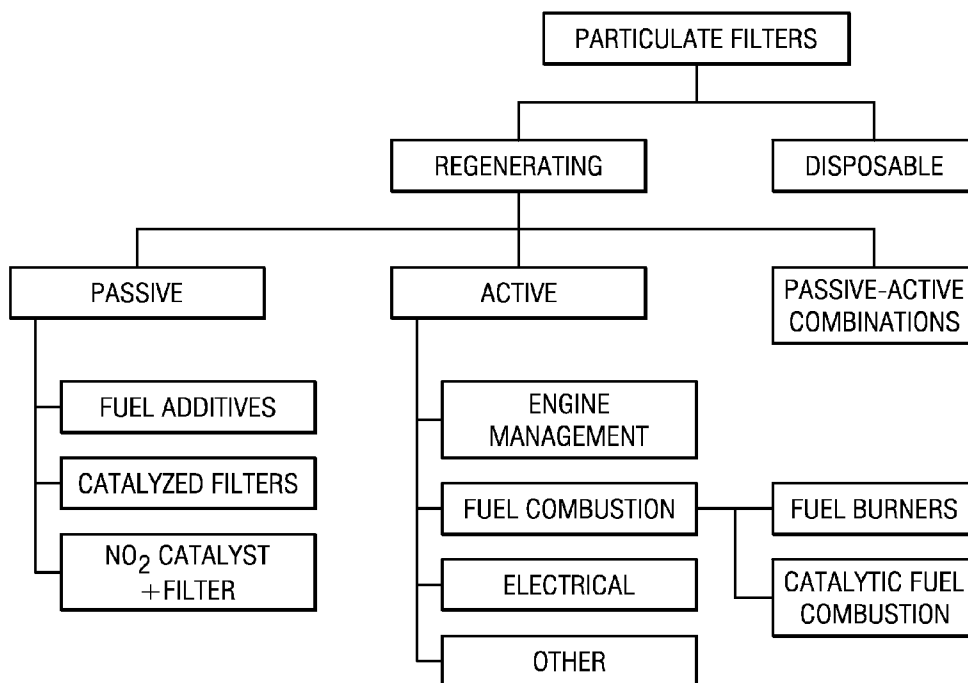 PARTICULATE FILTERS
REGENERATING
DISPOSABLE
PASSIVE
ACTIVE
PASSIVE-ACTIVE
COMBINATIONS
FUEL ADDITIVES
CATALYZED FILTERS
NO₂ CATALYST
+FILTER
ENGINE
MANAGEMENT
FUEL COMBUSTION
ELECTRICAL
OTHER
FUEL BURNERS
CATALYTIC FUEL
COMBUSTION